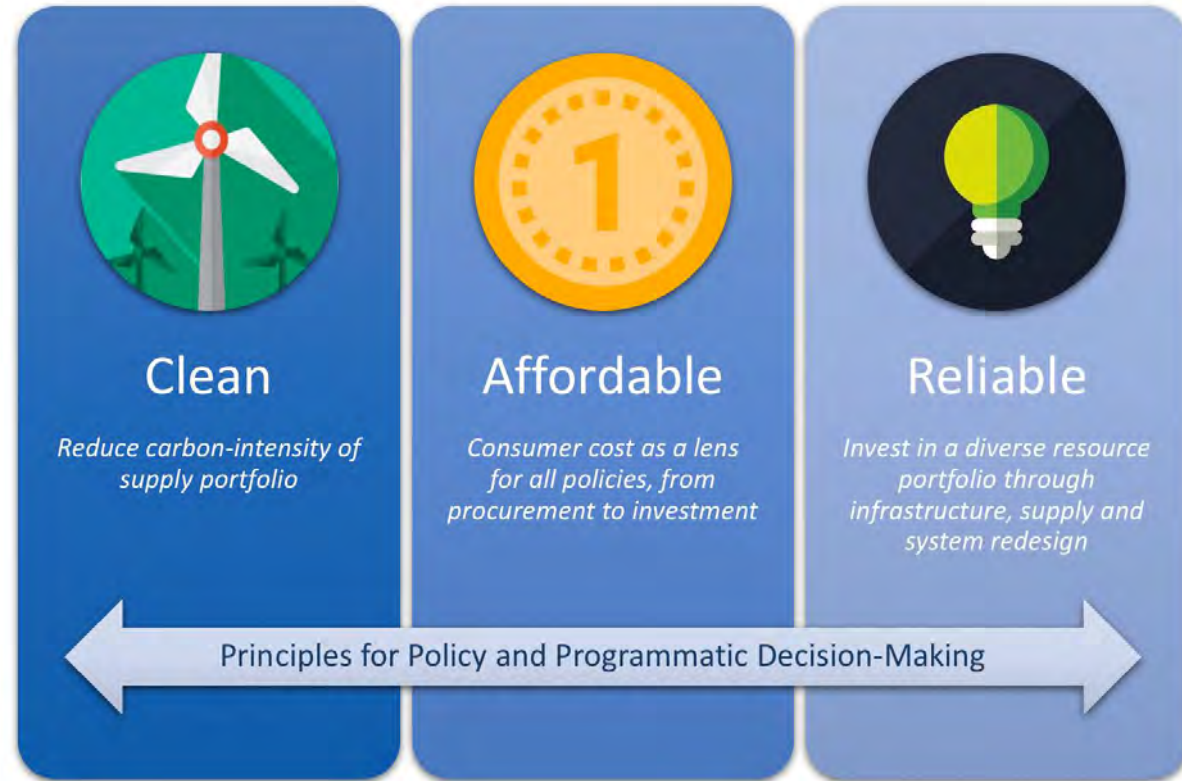 1
Clean
Reduce carbon-intensity of
supply portfolio
Affordable
Consumer cost as a lens
for all policies, from
procurement to investment
Reliable
Invest in a diverse resource
portfolio through
infrastructure, supply and
system redesign
Principles for Policy and Programmatic Decision-Making